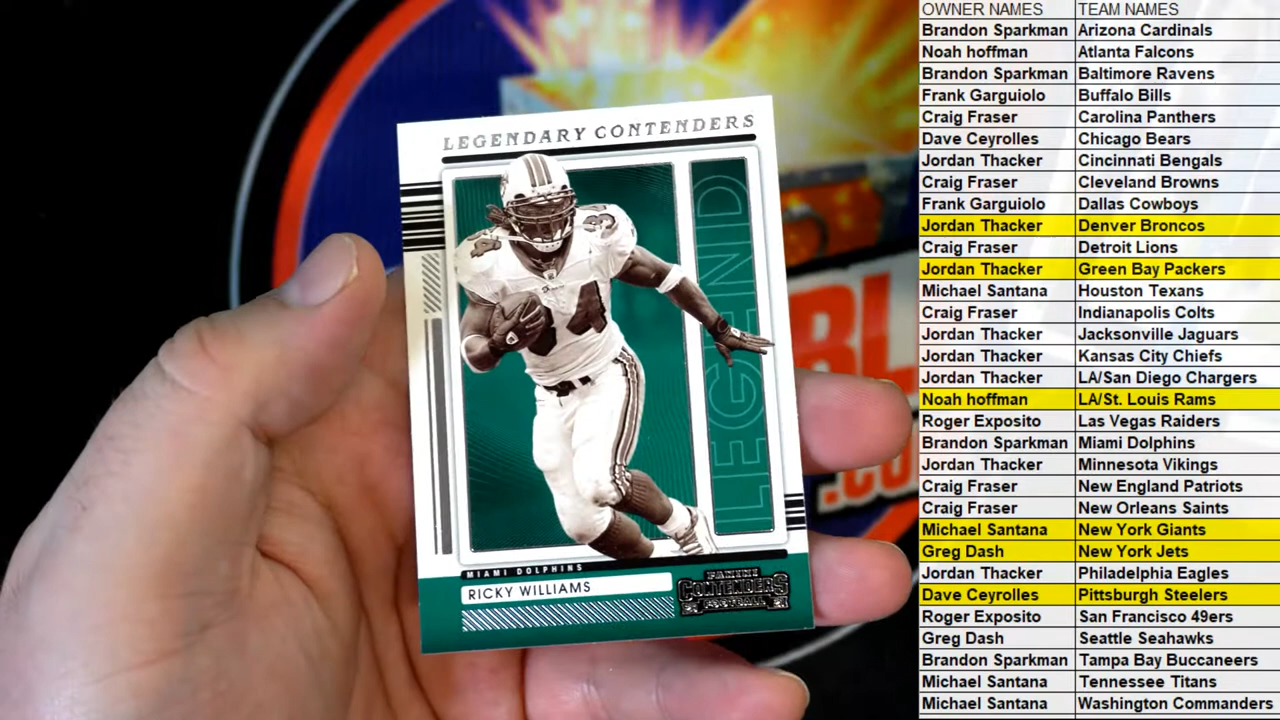 LEGENDARY CONTENDERS
LEGEND
34
MIAMI DOLPHINS
RICKY WILLIAMS
PANINI
CONTENDERS
FOOTBALL
OWNER NAMES TEAM NAMES
Brandon Sparkman Arizona Cardinals
Noah hoffman Atlanta Falcons
Brandon Sparkman Baltimore Ravens
Frank Garguiolo Buffalo Bills
Craig Fraser Carolina Panthers
Dave Ceyrolles Chicago Bears
Jordan Thacker Cincinnati Bengals
Craig Fraser Cleveland Browns
Frank Garguiolo Dallas Cowboys
Jordan Thacker Denver Broncos
Craig Fraser Detroit Lions
Jordan Thacker Green Bay Packers
Michael Santana Houston Texans
Craig Fraser Indianapolis Colts
Jordan Thacker Jacksonville Jaguars
Jordan Thacker Kansas City Chiefs
Jordan Thacker LA/San Diego Chargers
Noah hoffman LA/St. Louis Rams
Roger Exposito Las Vegas Raiders
Brandon Sparkman Miami Dolphins
Jordan Thacker Minnesota Vikings
Craig Fraser New England Patriots
Craig Fraser New Orleans Saints
Michael Santana New York Giants
Greg Dash New York Jets
Jordan Thacker Philadelphia Eagles
Dave Ceyrolles Pittsburgh Steelers
Roger Exposito San Francisco 49ers
Greg Dash Seattle Seahawks
Brandon Sparkman Tampa Bay Buccaneers
Michael Santana Tennessee Titans
Michael Santana Washington Commanders